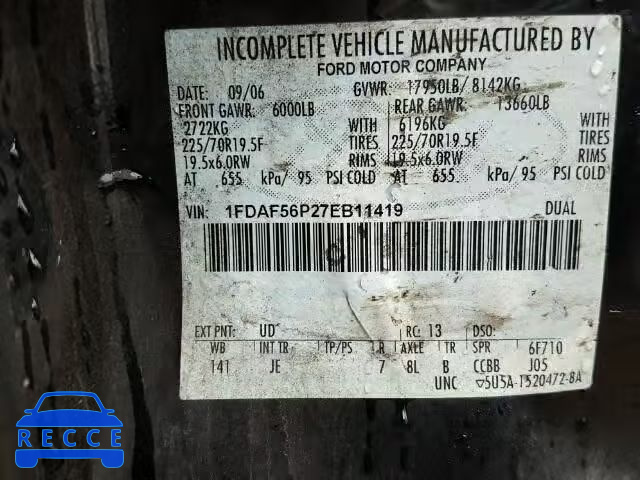 INCOMPLETE VEHICLE MANUFACTURED BY
FORD MOTOR COMPANY
DATE: 09/06 GVWR: 17950LB/ 8142KG
FRONT GAWR: 6000LB REAR GAWR: 13660LB
2722KG WITH 6196KG WITH
225/70R19.5F TIRES 225/70R19.5F TIRES
19.5x6.0RW RIMS 19.5x6.0RW RIMS
AT 655 kPa/ 95 PSI COLD AT 655 kPa/ 95 PSI COLD
VIN: 1FDAF56P27EB11419 DUAL
EXT PNT: UD RC: 13 DSO:
WB INT TR TP/PS R AXLE TR SPR 6F710
141 JE 7 8L B CCBB J05
UNC ▽5U5A-1520472-BA
RECCE